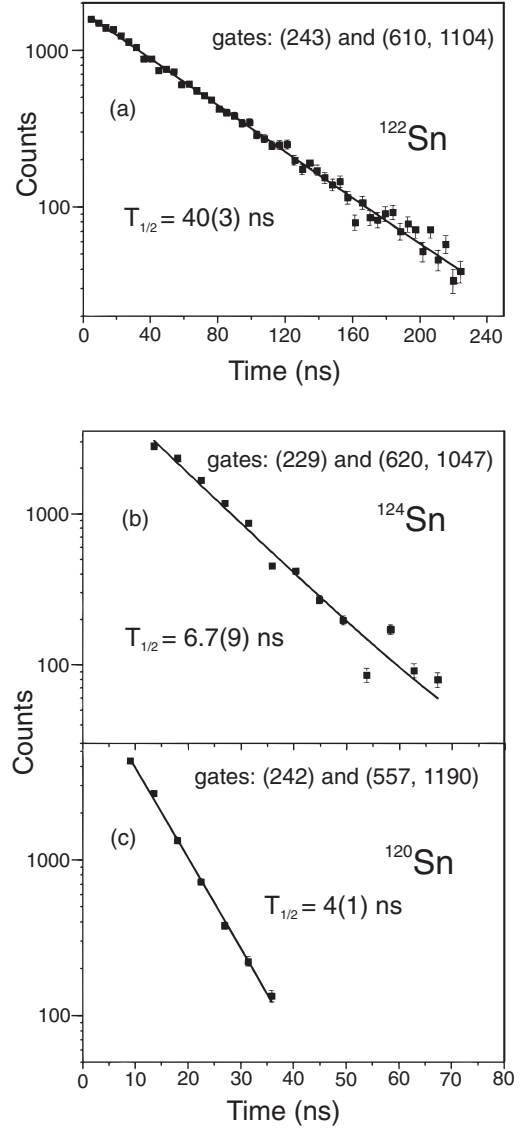 gates: (243) and (610, 1104)
1000
(a)
¹²²Sn
Counts
100
T₁/₂ = 40(3) ns
0 40 80 120 160 200 240
Time (ns)
gates: (229) and (620, 1047)
1000
(b)
¹²⁴Sn
T₁/₂ = 6.7(9) ns
100
Counts
gates: (242) and (557, 1190)
(c)
¹²⁰Sn
1000
T₁/₂ = 4(1) ns
100
0 10 20 30 40 50 60 70 80
Time (ns)